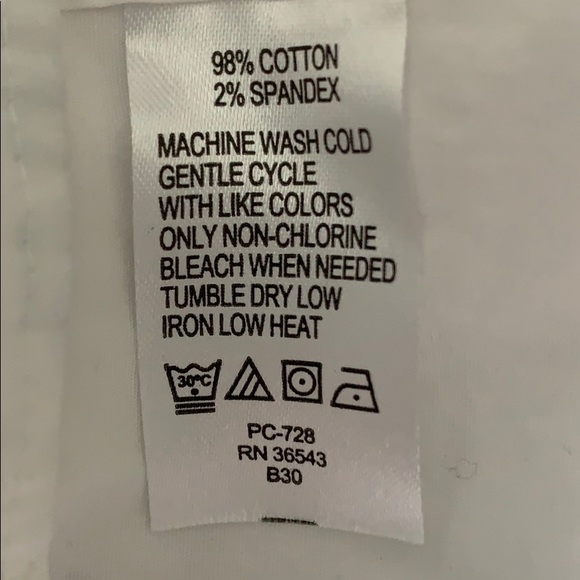 98% COTTON
2% SPANDEX
MACHINE WASH COLD
GENTLE CYCLE
WITH LIKE COLORS
ONLY NON-CHLORINE
BLEACH WHEN NEEDED
TUMBLE DRY LOW
IRON LOW HEAT
30°C
PC-728
RN 36543
B30